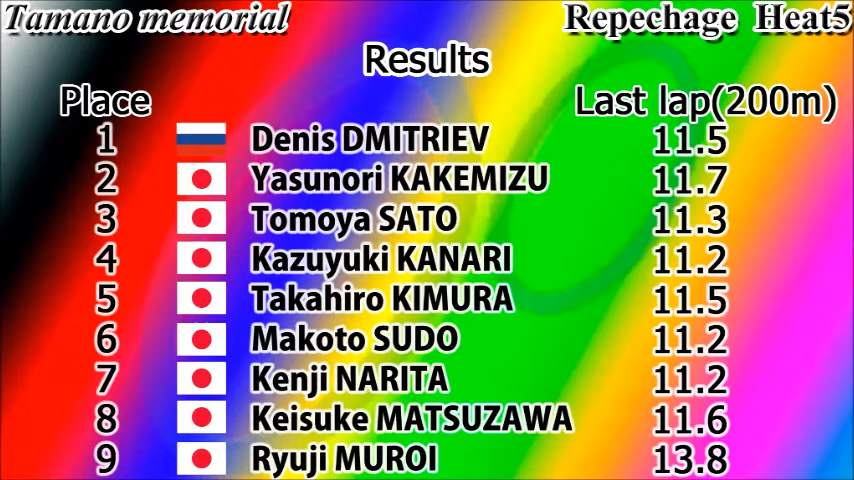 Tamano memorial Repechage Heat5
Results
Place Last lap(200m)
1 Denis DMITRIEV 11.5
2 Yasunori KAKEMIZU 11.7
3 Tomoya SATO 11.3
4 Kazuyuki KANARI 11.2
5 Takahiro KIMURA 11.5
6 Makoto SUDO 11.2
7 Kenji NARITA 11.2
8 Keisuke MATSUZAWA 11.6
9 Ryuji MUROI 13.8